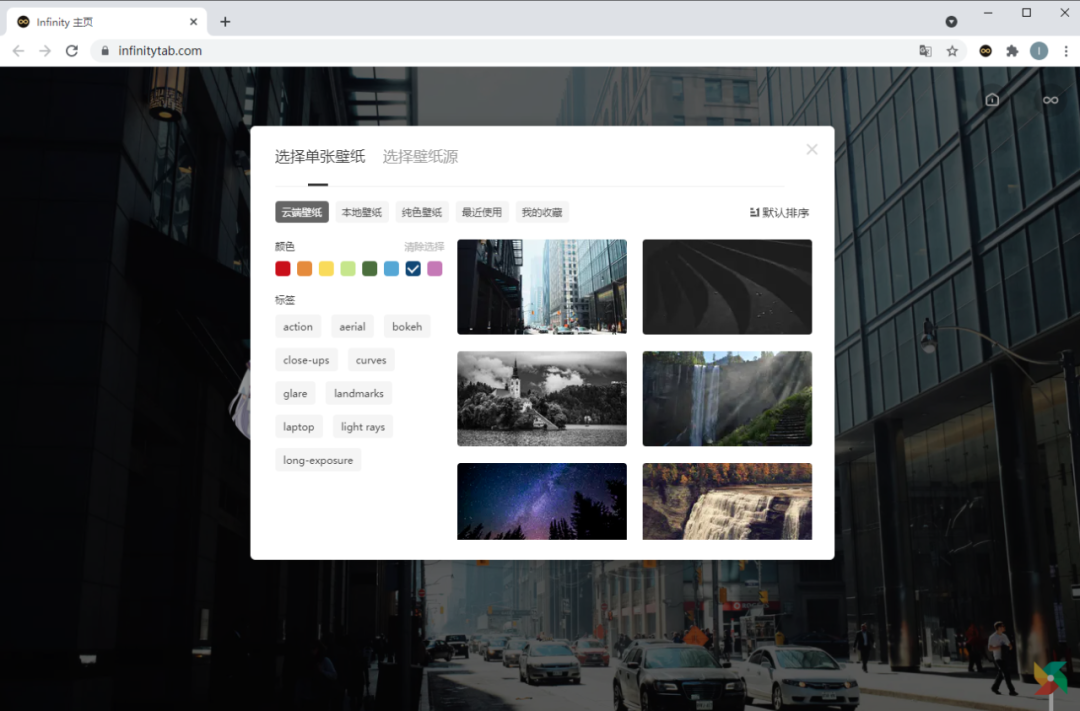 Infinity 主页
infinitytab.com
I
选择单张壁纸 选择壁纸源
云端壁纸 本地壁纸 纯色壁纸 最近使用 我的收藏 默认排序
颜色 清除选择
标签
action aerial bokeh
close-ups curves
glare landmarks
laptop light rays
long-exposure